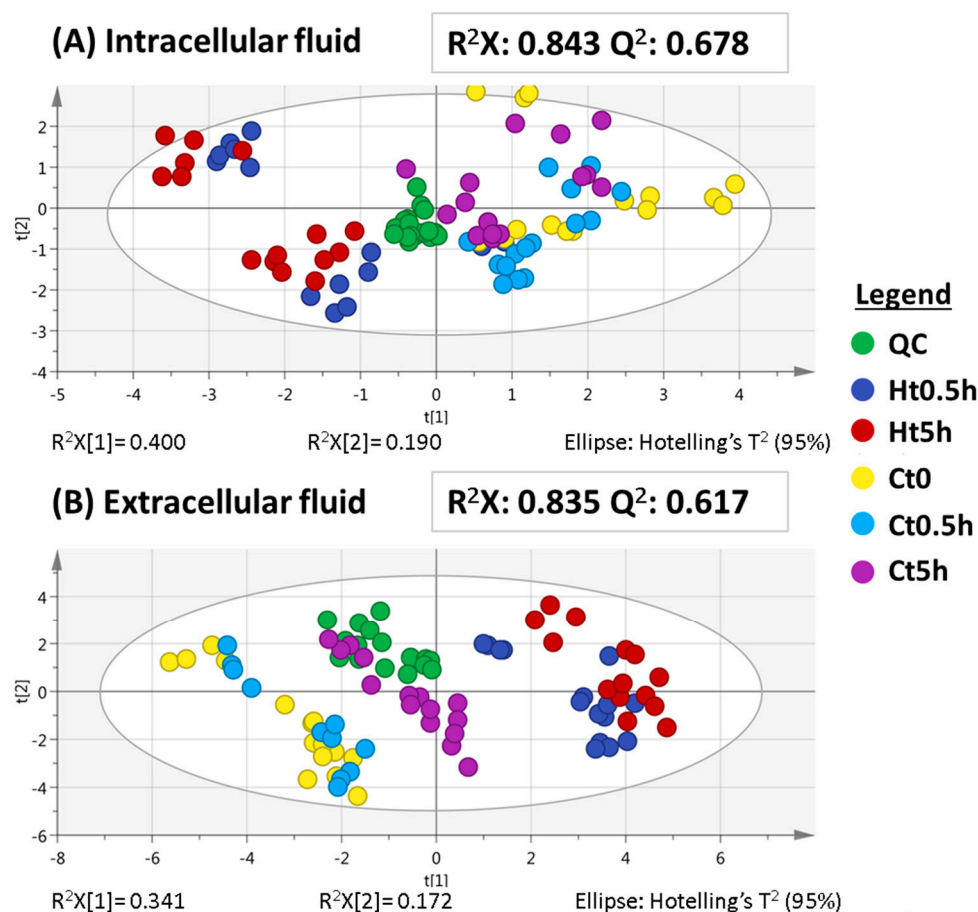 (A) Intracellular fluid
R²X: 0.843 Q²: 0.678
2
1
0
-1
-2
-3
-4
t[2]
-5 -4 -3 -2 -1 0 1 2 3 4
t[1]
R²X[1] = 0.400 R²X[2] = 0.190 Ellipse: Hotelling's T² (95%)
(B) Extracellular fluid
R²X: 0.835 Q²: 0.617
4
2
0
-2
-4
-6
t[2]
-8 -6 -4 -2 0 2 4 6
t[1]
R²X[1] = 0.341 R²X[2] = 0.172 Ellipse: Hotelling's T² (95%)
Legend
QC
Ht0.5h
Ht5h
Ct0
Ct0.5h
Ct5h